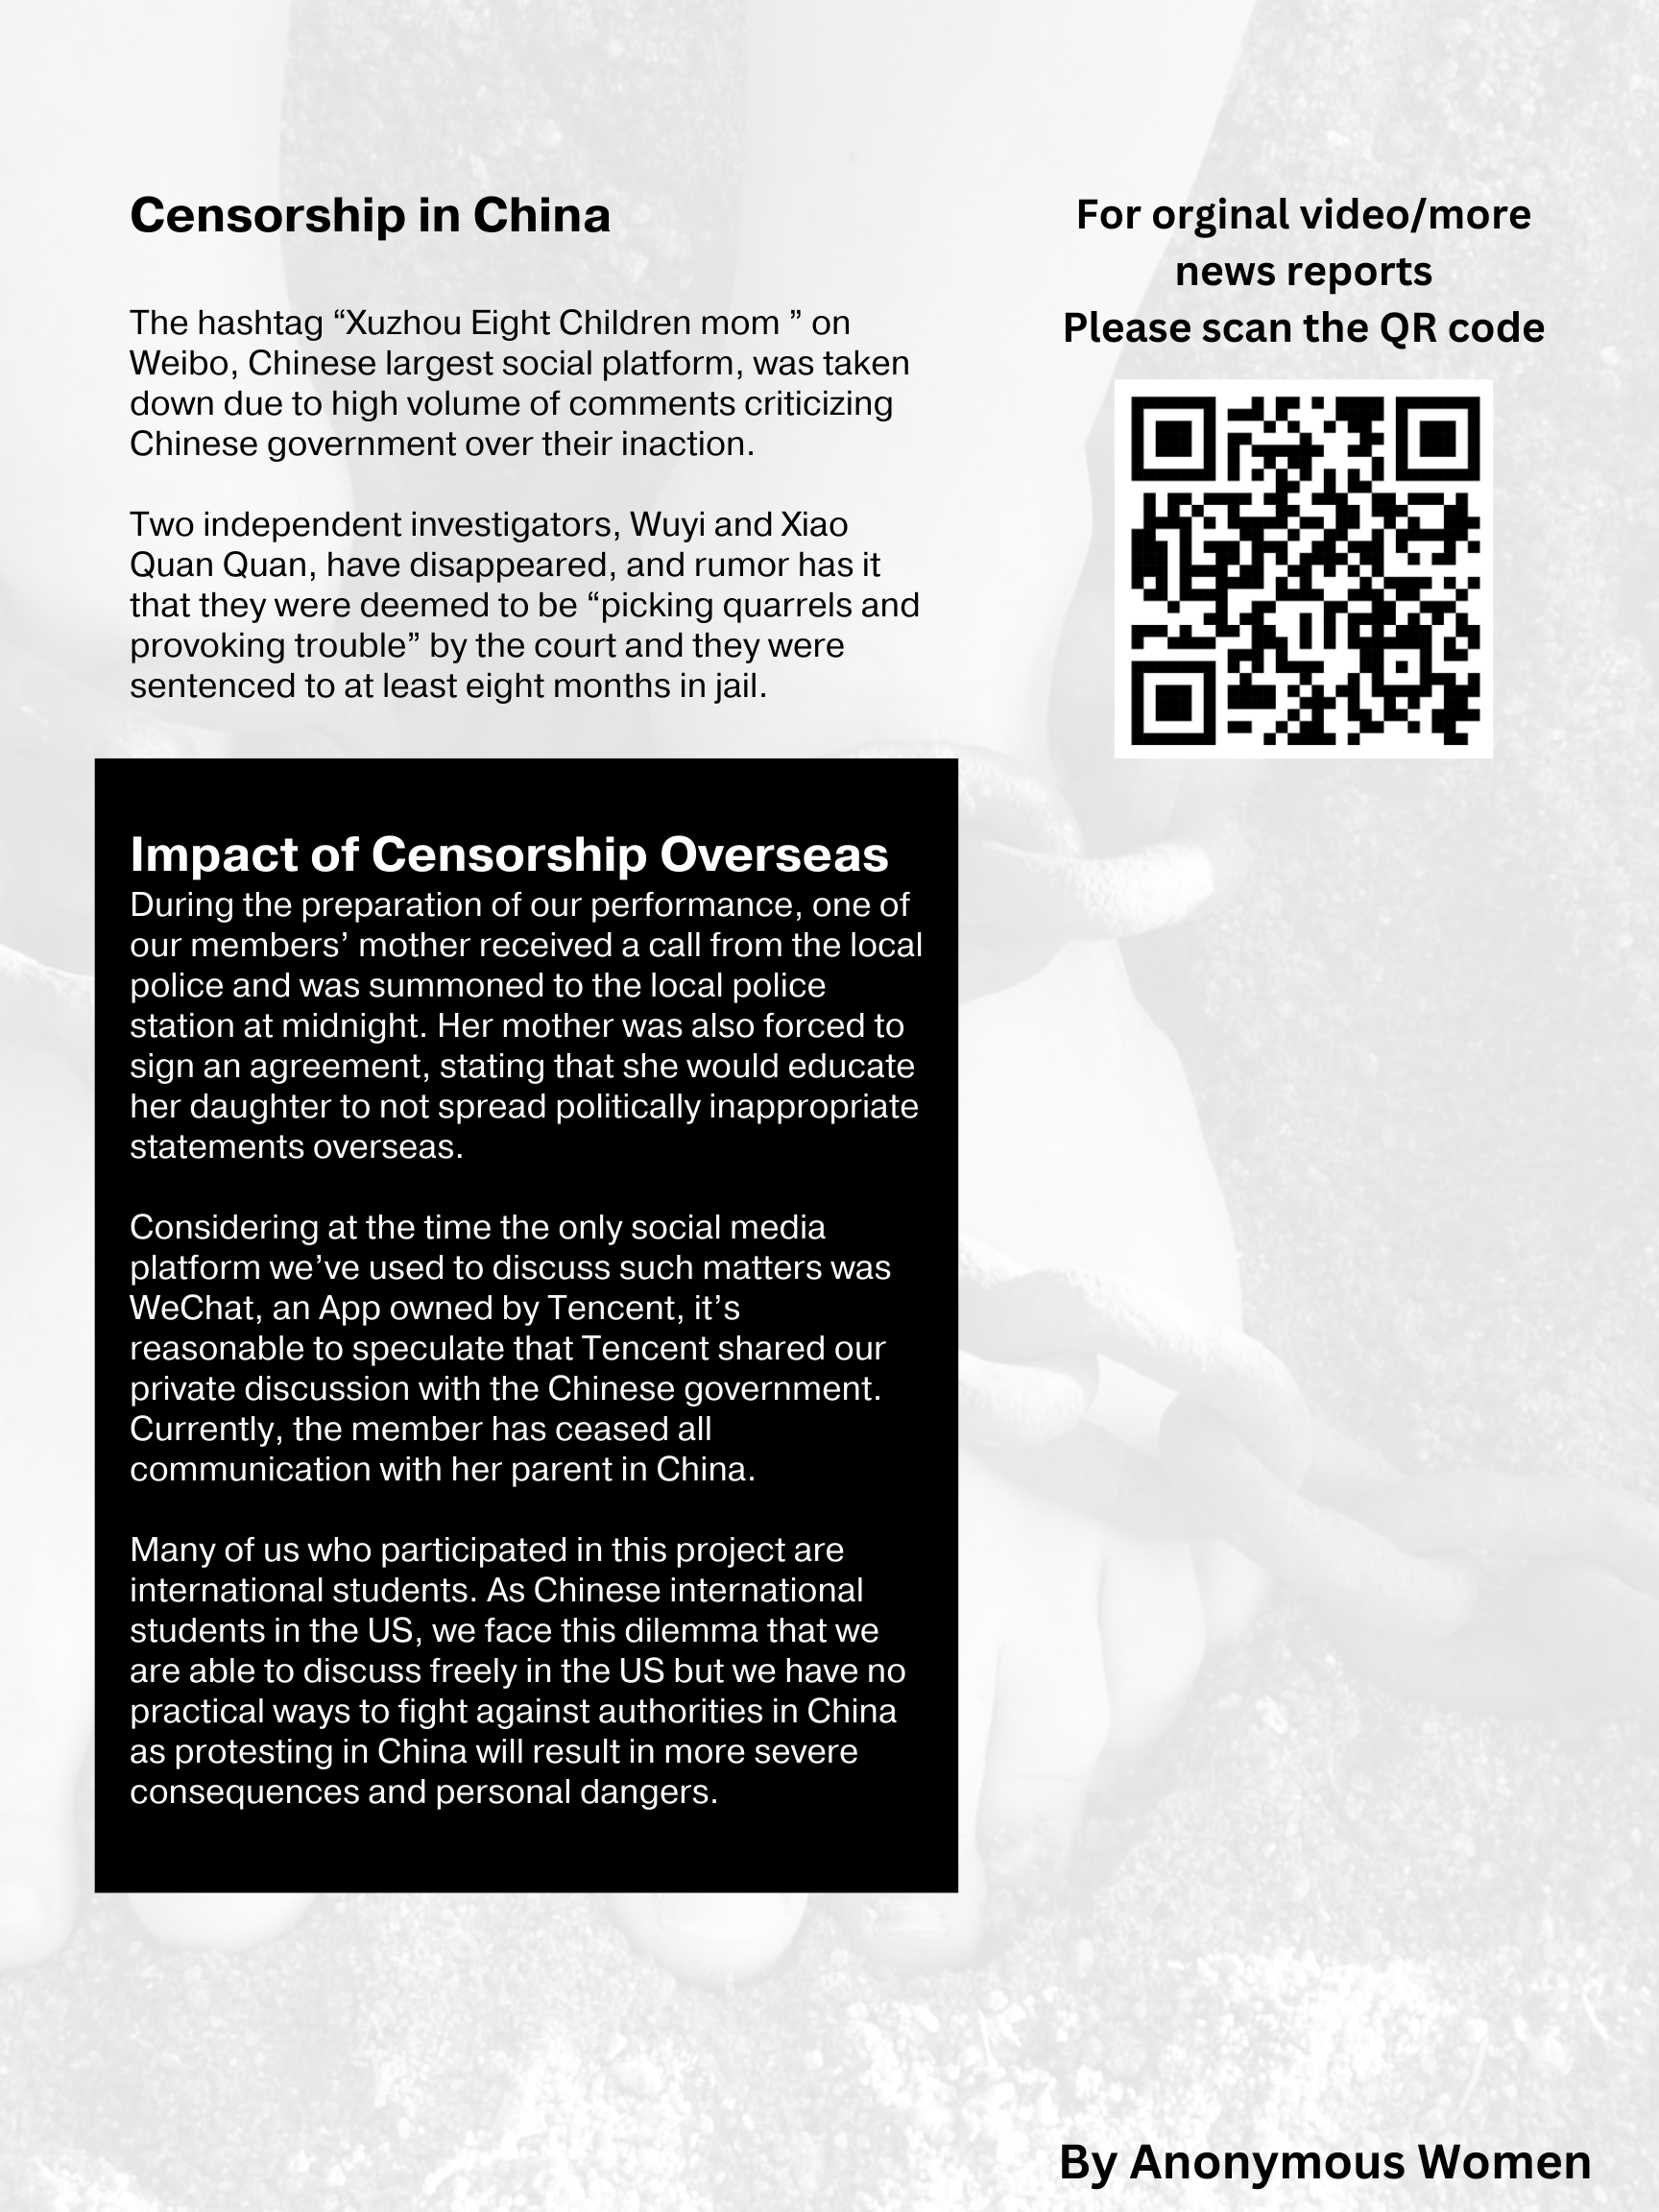 Censorship in China
The hashtag “Xuzhou Eight Children mom ” on
Weibo, Chinese largest social platform, was taken
down due to high volume of comments criticizing
Chinese government over their inaction.
Two independent investigators, Wuyi and Xiao
Quan Quan, have disappeared, and rumor has it
that they were deemed to be “picking quarrels and
provoking trouble” by the court and they were
sentenced to at least eight months in jail.
For orginal video/more
news reports
Please scan the QR code
Impact of Censorship Overseas
During the preparation of our performance, one of
our members’ mother received a call from the local
police and was summoned to the local police
station at midnight. Her mother was also forced to
sign an agreement, stating that she would educate
her daughter to not spread politically inappropriate
statements overseas.
Considering at the time the only social media
platform we’ve used to discuss such matters was
WeChat, an App owned by Tencent, it’s
reasonable to speculate that Tencent shared our
private discussion with the Chinese government.
Currently, the member has ceased all
communication with her parent in China.
Many of us who participated in this project are
international students. As Chinese international
students in the US, we face this dilemma that we
are able to discuss freely in the US but we have no
practical ways to fight against authorities in China
as protesting in China will result in more severe
consequences and personal dangers.
By Anonymous Women